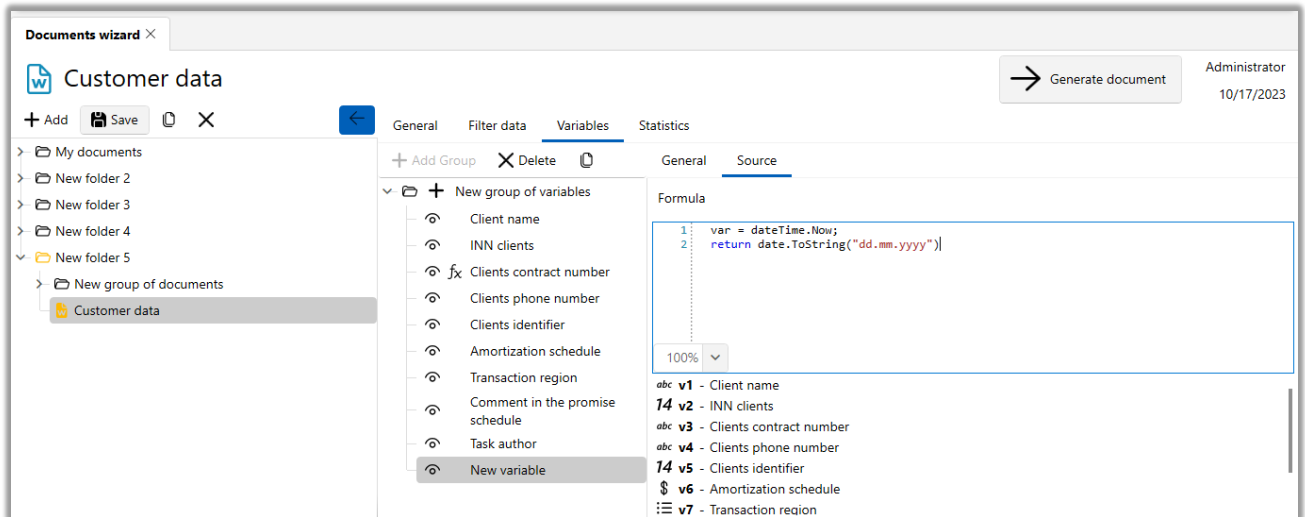 Documents wizard
Customer data
Generate document
Administrator
10/17/2023
Add Save
General Filter data Variables Statistics
My documents
New folder 2
New folder 3
New folder 4
New folder 5
New group of documents
Customer data
Add Group Delete
New group of variables
Client name
INN clients
fx Clients contract number
Clients phone number
Clients identifier
Amortization schedule
Transaction region
Comment in the promise
schedule
Task author
New variable
General Source
Formula
1 var = dateTime.Now;
2 return date.ToString("dd.mm.yyyy")
100%
abc v1 - Client name
14 v2 - INN clients
abc v3 - Clients contract number
abc v4 - Clients phone number
14 v5 - Clients identifier
$ v6 - Amortization schedule
v7 - Transaction region